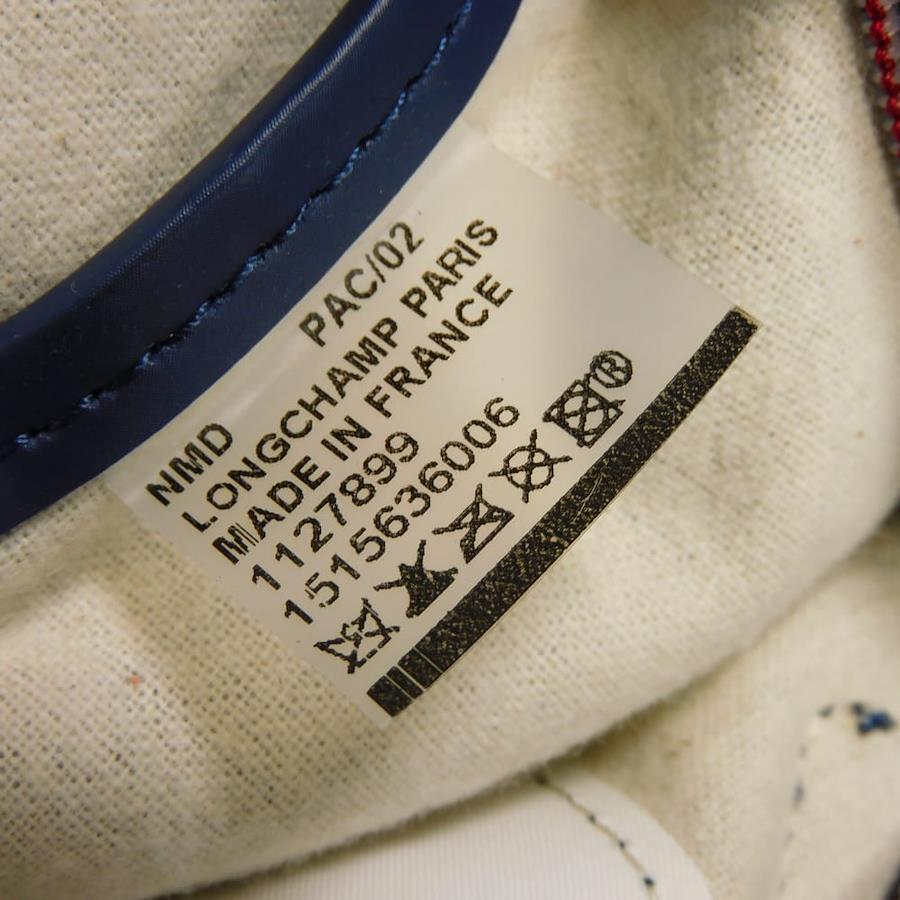 NMD PAC/02
LONGCHAMP PARIS
MADE IN FRANCE
1127899
1515636006
®